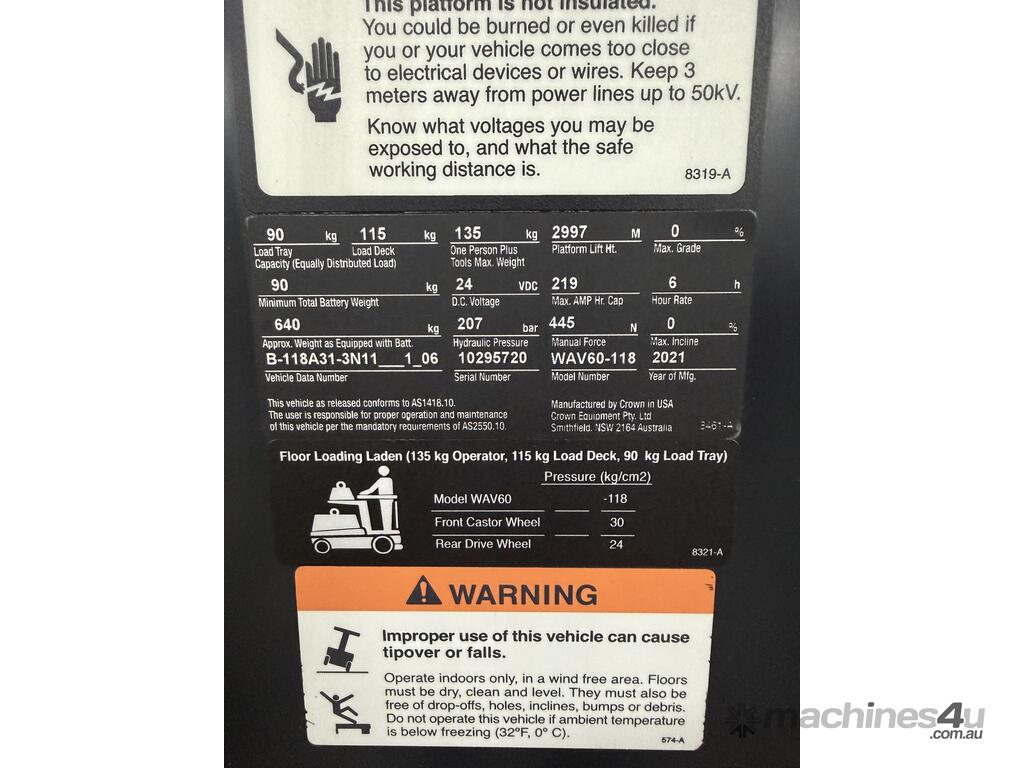 This platform is not insulated.
You could be burned or even killed if
you or your vehicle comes too close
to electrical devices or wires. Keep 3
meters away from power lines up to 50kV.
Know what voltages you may be
exposed to, and what the safe
working distance is.
8319-A
90 kg 115 kg 135 kg 2997 M 0 %
Load Tray Load Deck One Person Plus Platform Lift Ht. Max. Grade
Capacity (Equally Distributed Load) Tools Max. Weight
90 kg 24 VDC 219 6 h
Minimum Total Battery Weight D.C. Voltage Max. AMP Hr. Cap Hour Rate
640 kg 207 bar 445 N 0 %
Approx. Weight as Equipped with Batt. Hydraulic Pressure Manual Force Max. Incline
B-118A31-3N11___1_06 10295720 WAV60-118 2021
Vehicle Data Number Serial Number Model Number Year of Mfg.
This vehicle as released conforms to AS1418.10.
The user is responsible for proper operation and maintenance
of this vehicle per the mandatory requirements of AS2550.10.
Manufactured by Crown in USA
Crown Equipment Pty. Ltd
Smithfield, NSW 2164 Australia
Floor Loading Laden (135 kg Operator, 115 kg Load Deck, 90 kg Load Tray)
Pressure (kg/cm2)
Model WAV60 -118
Front Castor Wheel 30
Rear Drive Wheel 24
8321-A
WARNING
Improper use of this vehicle can cause
tipover or falls.
Operate indoors only, in a wind free area. Floors
must be dry, clean and level. They must also be
free of drop-offs, holes, inclines, bumps or debris.
Do not operate this vehicle if ambient temperature
is below freezing (32°F, 0° C).
574-A
machines4u
.com.au